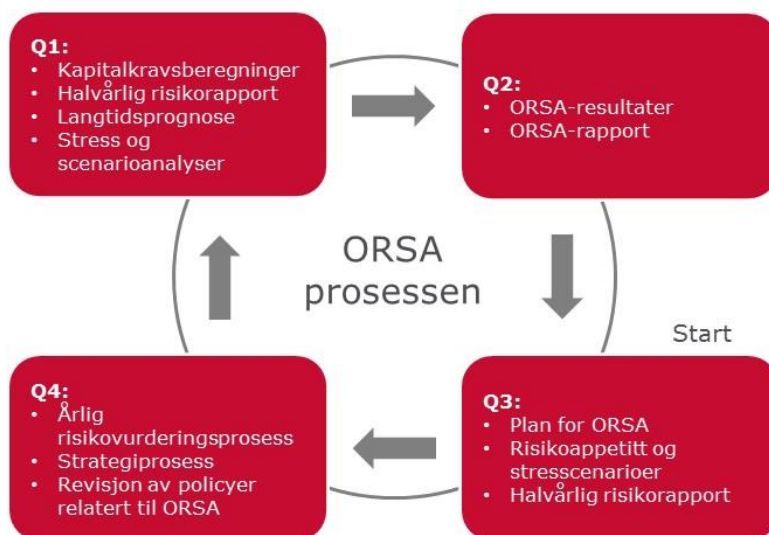 Q1:
• Kapitalkravsberegninger
• Halvårlig risikorapport
• Langtidsprognose
• Stress og
scenarioanalyser
Q2:
• ORSA-resultater
• ORSA-rapport
ORSA
prosessen
Start
Q4:
• Årlig
risikovurderingsprosess
• Strategiprosess
• Revisjon av policyer
relatert til ORSA
Q3:
• Plan for ORSA
• Risikoappetitt og
stresscenarioer
• Halvårlig risikorapport